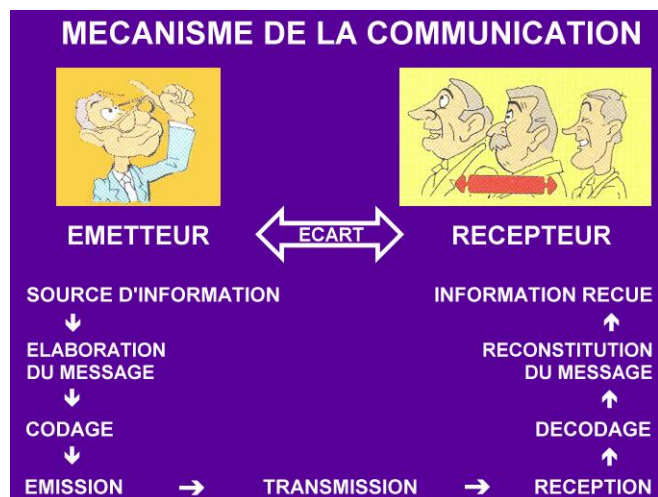 MECANISME DE LA COMMUNICATION
EMETTEUR
ECART
RECEPTEUR
SOURCE D'INFORMATION
ELABORATION
DU MESSAGE
CODAGE
EMISSION
TRANSMISSION
RECEPTION
DECODAGE
RECONSTITUTION
DU MESSAGE
INFORMATION RECUE